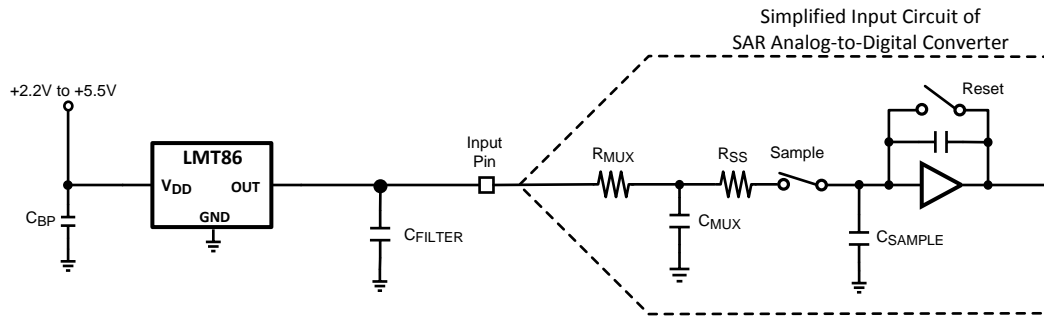 Simplified Input Circuit of
SAR Analog-to-Digital Converter
+2.2V to +5.5V
Reset
LMT86
Input
Pin
RMUX
RSS
Sample
VDD
OUT
CBP
GND
CFILTER
CMUX
CSAMPLE